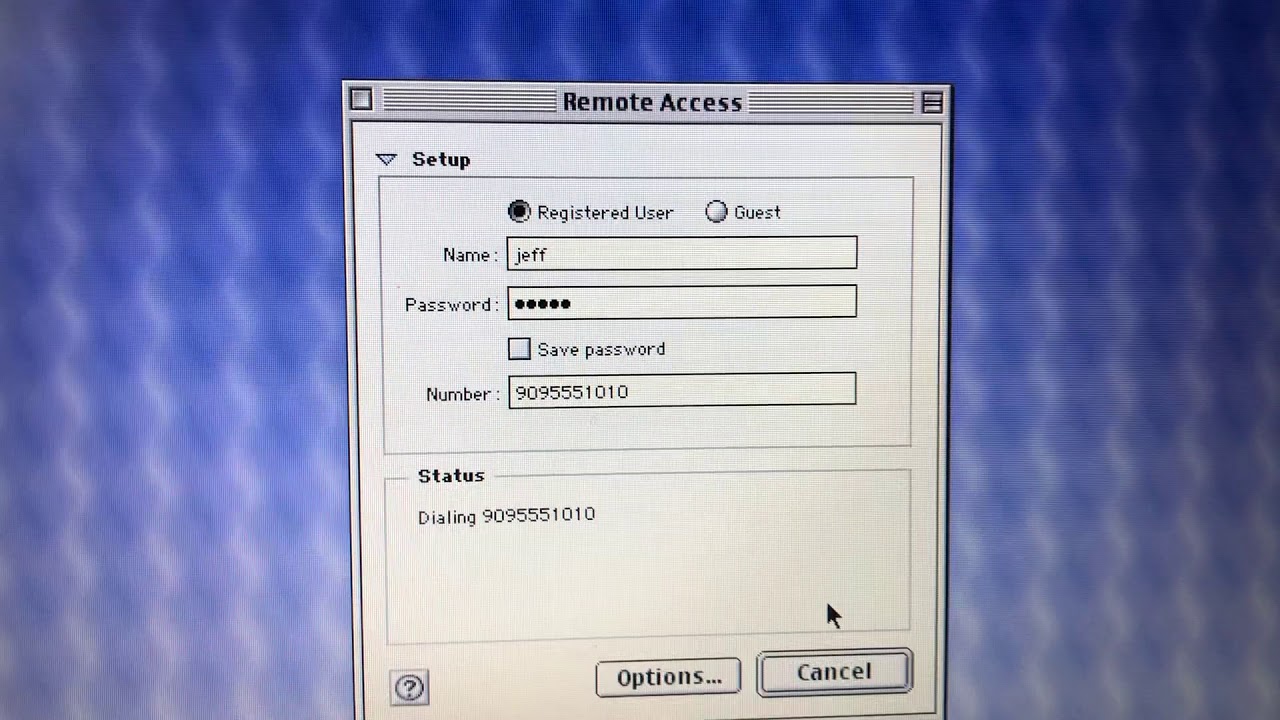 Remote Access
Setup
Registered User Guest
Name: jeff
Password: •••••
Save password
Number: 9095551010
Status
Dialing 9095551010
? Options... Cancel